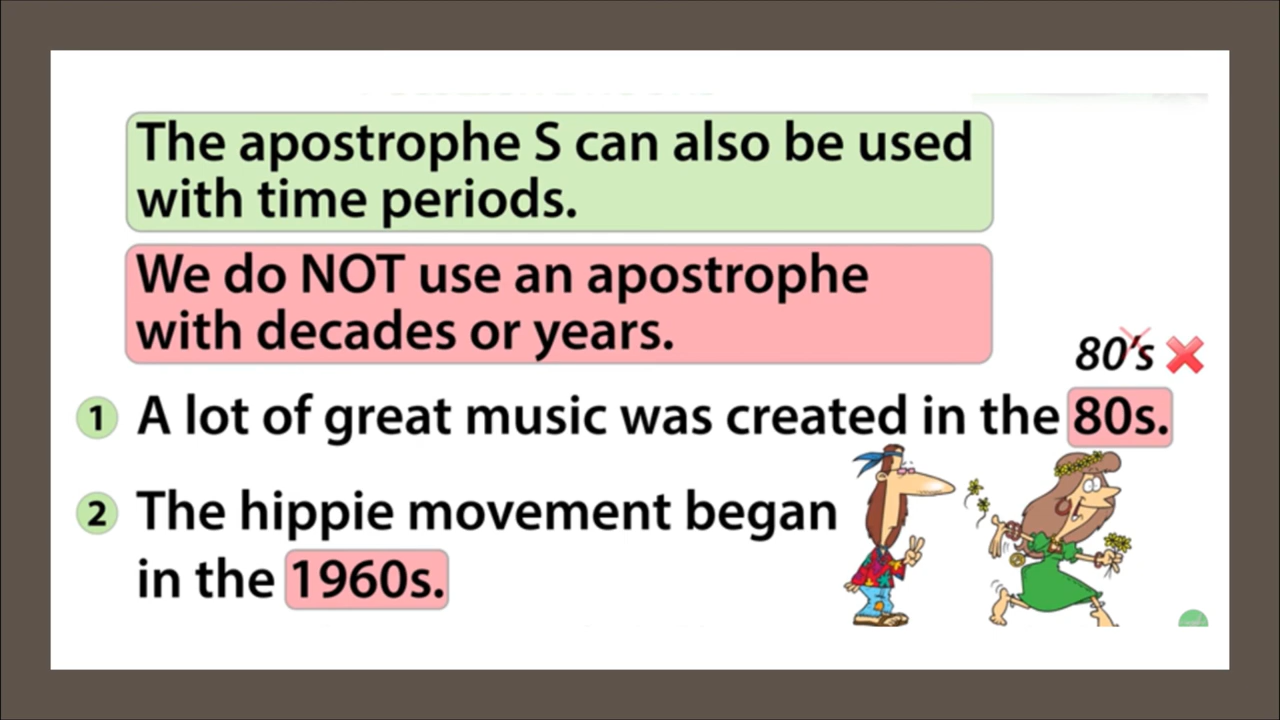 The apostrophe S can also be used
with time periods.
We do NOT use an apostrophe
with decades or years.
80's
1 A lot of great music was created in the 80s.
2 The hippie movement began
in the 1960s.